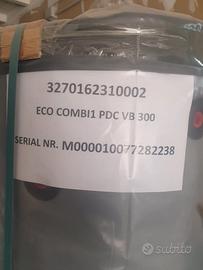 3270162310002
ECO COMBI1 PDC VB 300
SERIAL NR. M000010077282238
subito